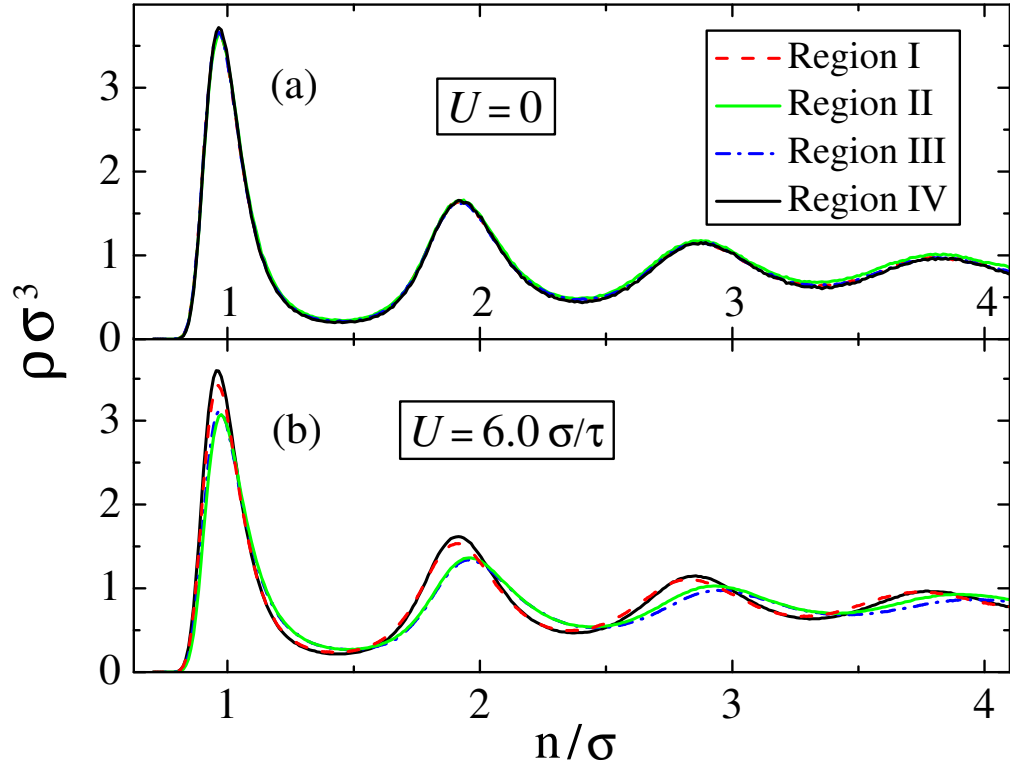 3
2
1
0
(a)
U = 0
Region I
Region II
Region III
Region IV
1 2 3 4
ρσ³
3
2
1
0
(b)
U = 6.0 σ/τ
1 2 3 4
n/σ